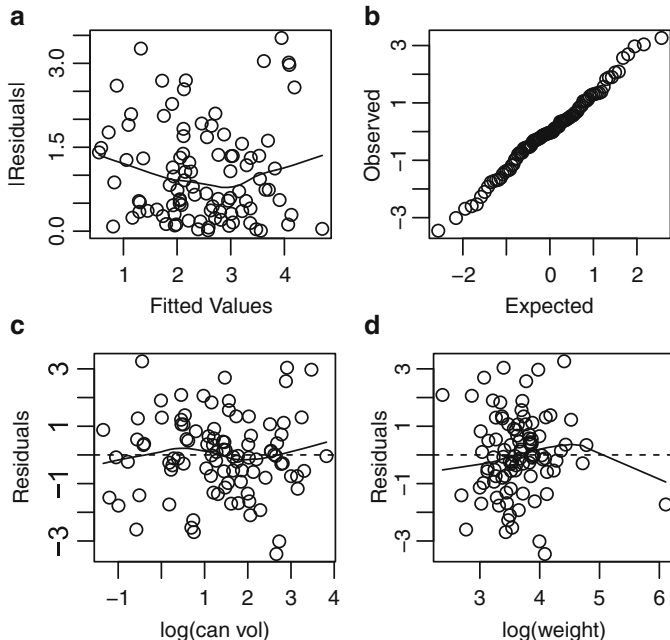 a
|Residuals|
0.0 1.5 3.0
1 2 3 4
Fitted Values
b
Observed
-3 -1 1 3
-2 0 1 2
Expected
c
Residuals
-3 -1 1 3
-1 0 1 2 3 4
log(can vol)
d
Residuals
-3 -1 1 3
3 4 5 6
log(weight)